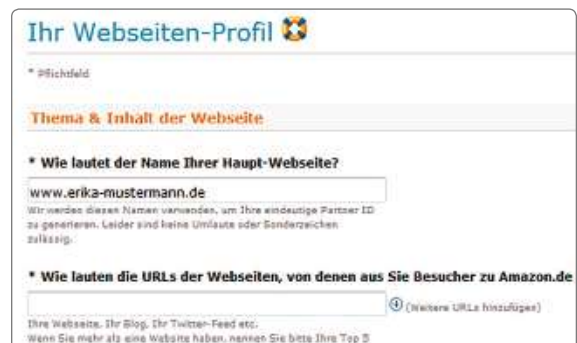 Ihr Webseiten-Profil
* Pflichtfeld
Thema & Inhalt der Webseite
* Wie lautet der Name Ihrer Haupt-Webseite?
www.erika-mustermann.de
Wir werden diesen Namen verwenden, um Ihre eindeutige Partner ID
zu generieren. Leider sind keine Umlaute oder Sonderzeichen
zulässig.
* Wie lauten die URLs der Webseiten, von denen aus Sie Besucher zu Amazon.de
(Weitere URLs hinzufügen)
Ihre Webseite, Ihr Blog, Ihr Twitter-Feed etc.
Wenn Sie mehr als eine Website haben, nennen Sie bitte Ihre Top 5